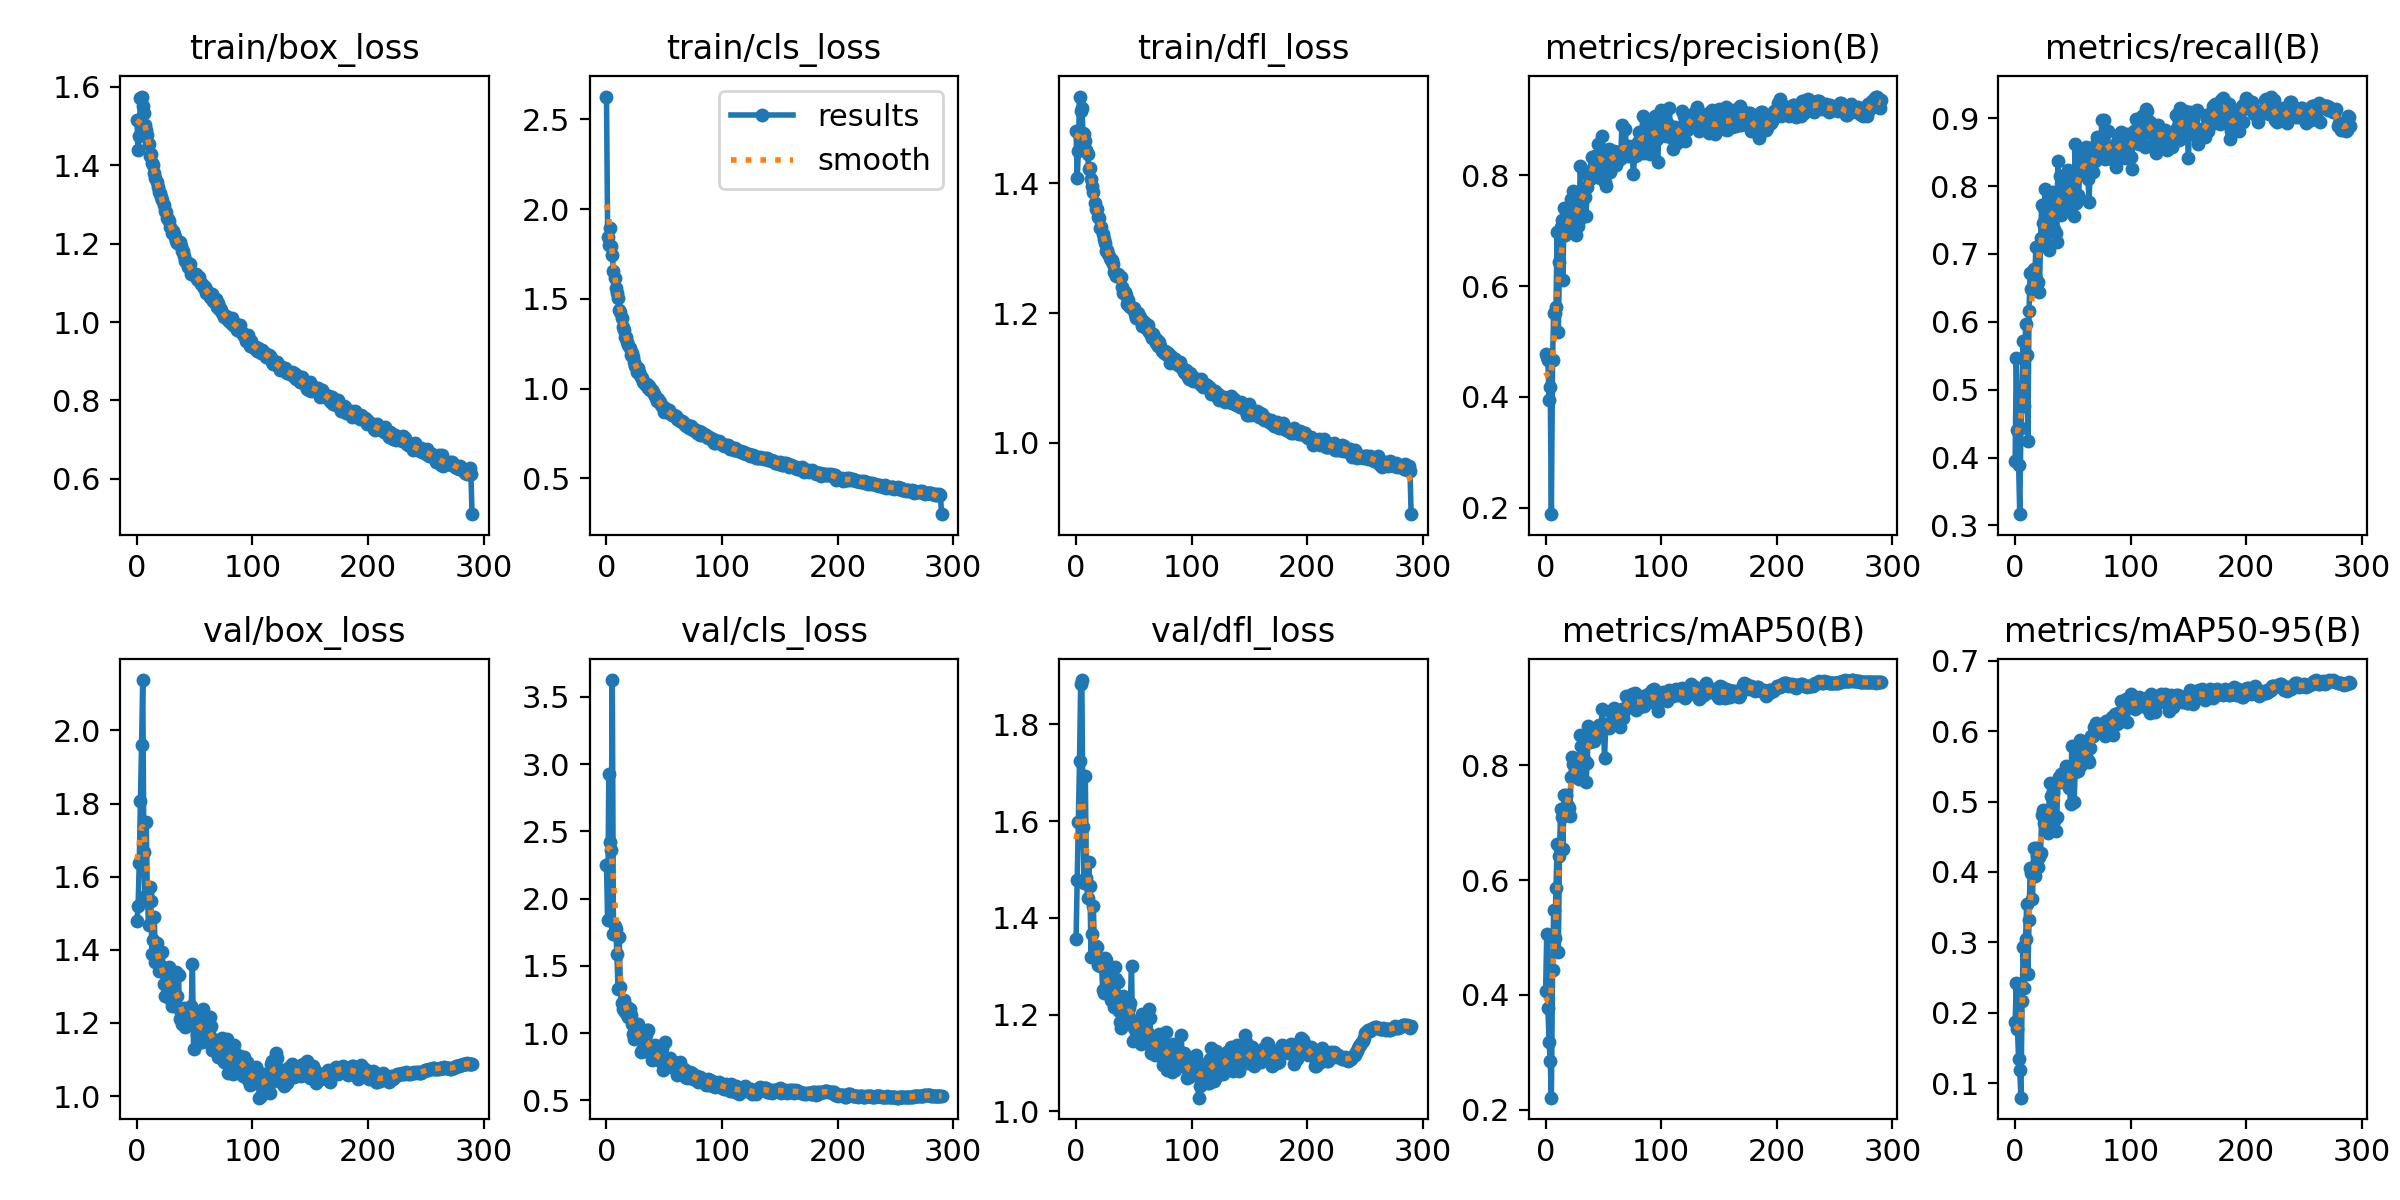 train/box_loss
1.6
1.4
1.2
1.0
0.8
0.6
0 100 200 300
train/cls_loss
results
smooth
2.5
2.0
1.5
1.0
0.5
0 100 200 300
train/dfl_loss
1.4
1.2
1.0
0 100 200 300
metrics/precision(B)
0.8
0.6
0.4
0.2
0 100 200 300
metrics/recall(B)
0.9
0.8
0.7
0.6
0.5
0.4
0.3
0 100 200 300
val/box_loss
2.0
1.8
1.6
1.4
1.2
1.0
0 100 200 300
val/cls_loss
3.5
3.0
2.5
2.0
1.5
1.0
0.5
0 100 200 300
val/dfl_loss
1.8
1.6
1.4
1.2
1.0
0 100 200 300
metrics/mAP50(B)
0.8
0.6
0.4
0.2
0 100 200 300
metrics/mAP50-95(B)
0.7
0.6
0.5
0.4
0.3
0.2
0.1
0 100 200 300